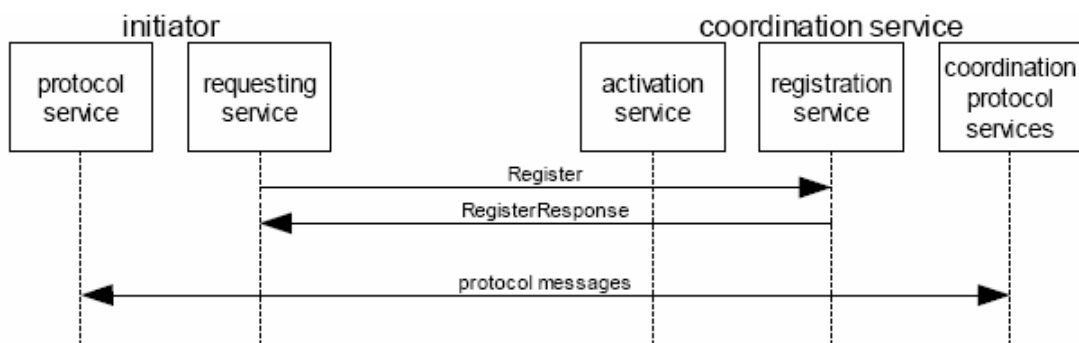 initiator
coordination service
protocol
service
requesting
service
activation
service
registration
service
coordination
protocol
services
Register
RegisterResponse
protocol messages